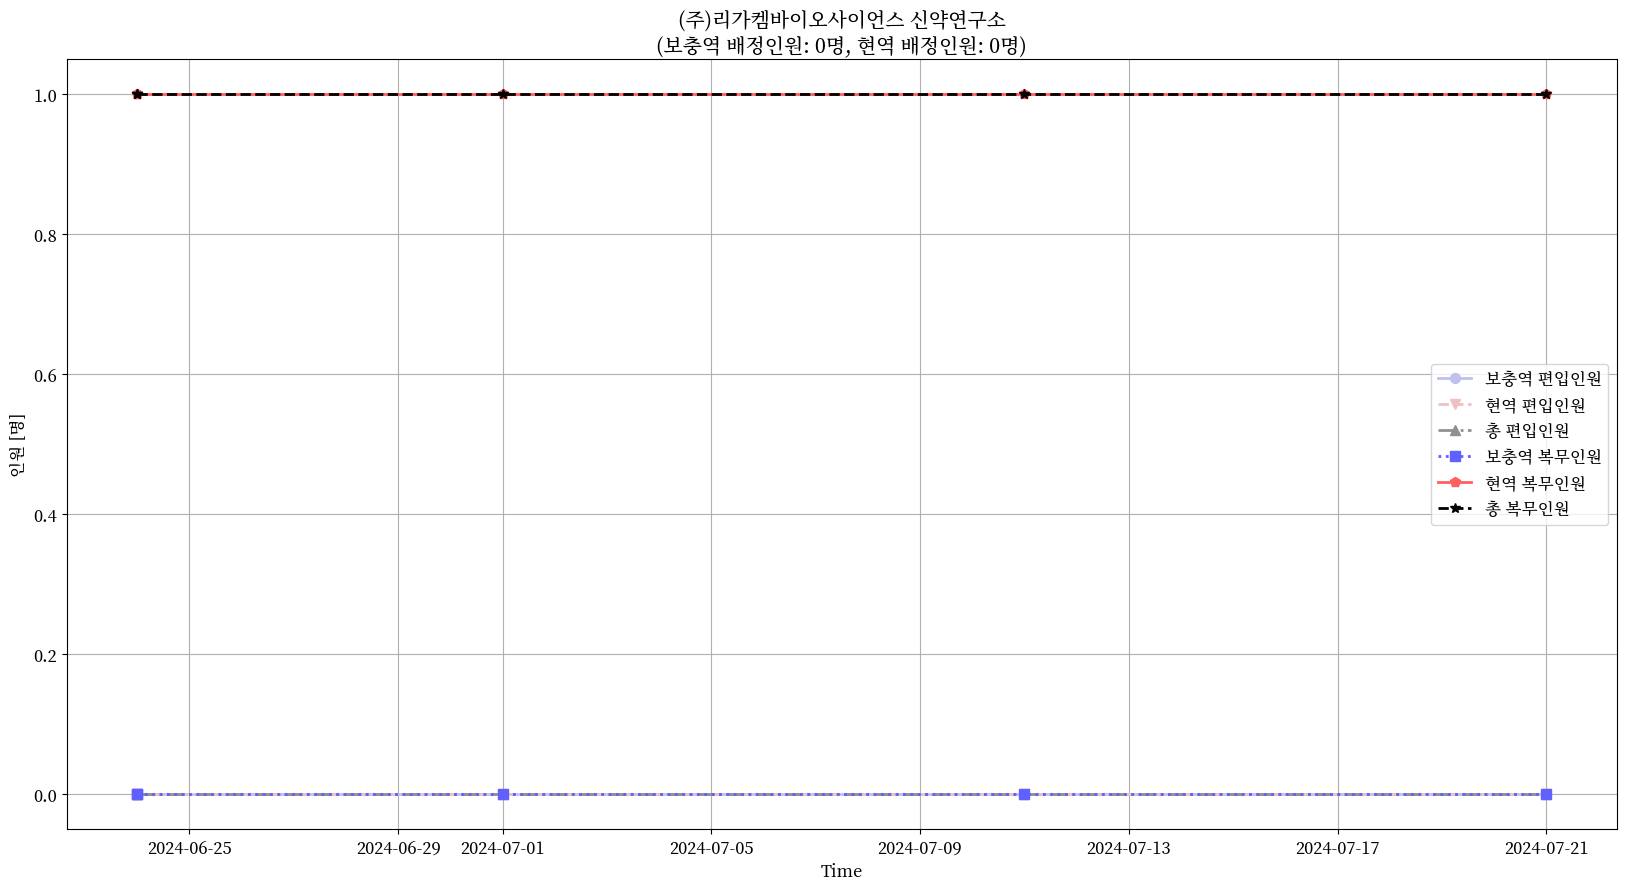 (주)리가켐바이오사이언스 신약연구소
(보충역 배정인원: 0명, 현역 배정인원: 0명)
1.0
0.8
0.6
0.4
0.2
0.0
인원 [명]
보충역 편입인원
현역 편입인원
총 편입인원
보충역 복무인원
현역 복무인원
총 복무인원
2024-06-25 2024-06-29 2024-07-01 2024-07-05 2024-07-09 2024-07-13 2024-07-17 2024-07-21
Time